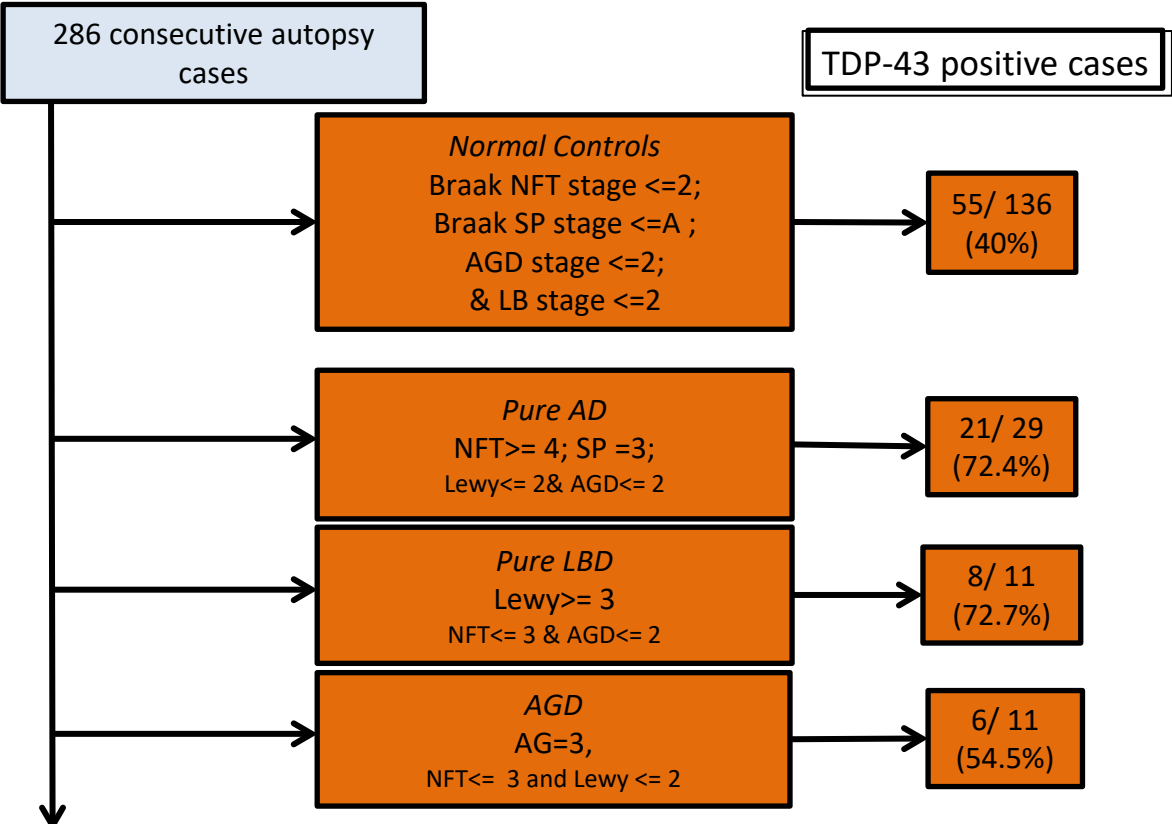 286 consecutive autopsy
cases
TDP-43 positive cases
Normal Controls
Braak NFT stage <=2;
Braak SP stage <=A ;
AGD stage <=2;
& LB stage <=2
55/ 136
(40%)
Pure AD
NFT>= 4; SP =3;
Lewy<= 2& AGD<= 2
21/ 29
(72.4%)
Pure LBD
Lewy>= 3
NFT<= 3 & AGD<= 2
8/ 11
(72.7%)
AGD
AG=3,
NFT<= 3 and Lewy <= 2
6/ 11
(54.5%)